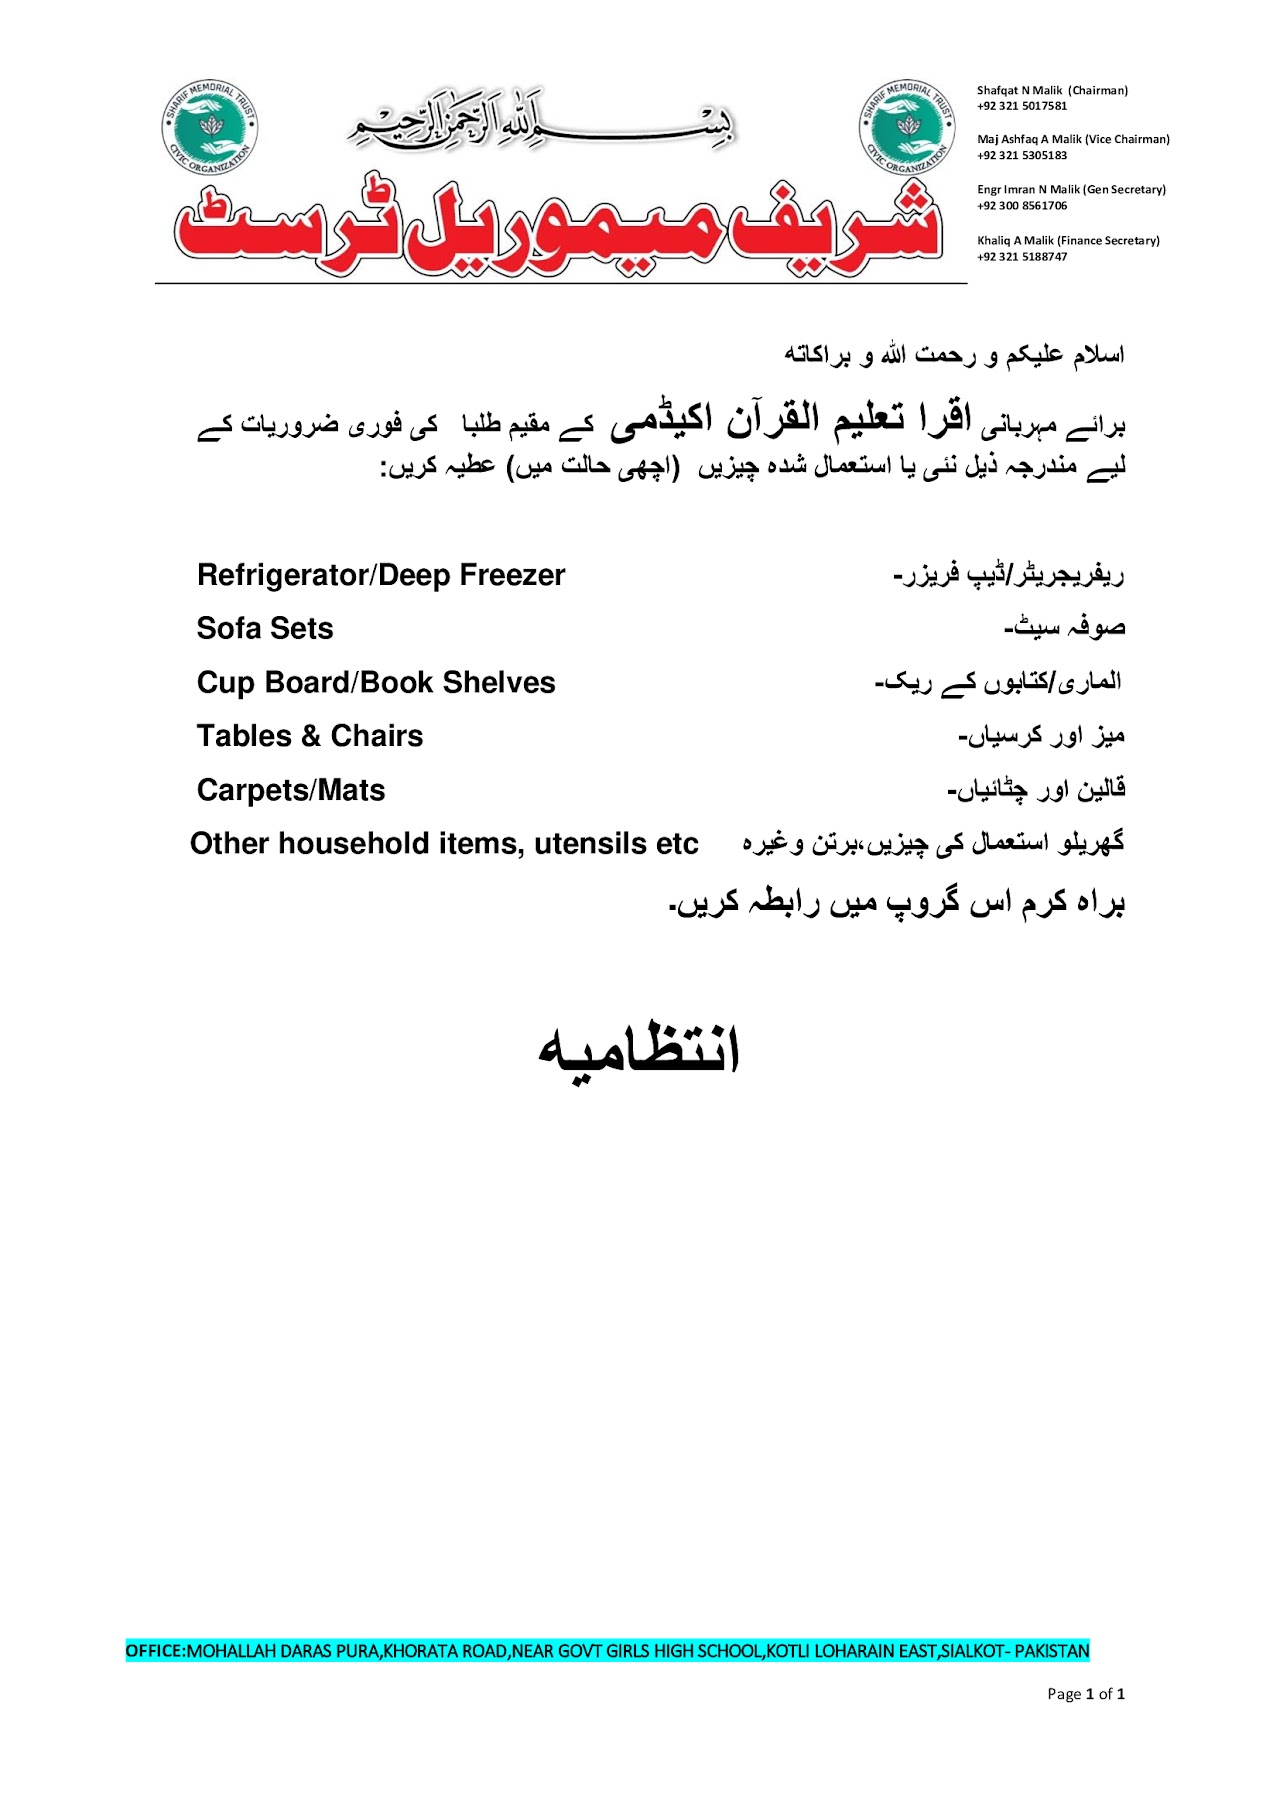 SHARIF MEMORIAL TRUST
CIVIC ORGANIZATION
بِسْــــمِ اللهِ الرَّحْمٰنِ الرَّحِيْمِ
SHARIF MEMORIAL TRUST
CIVIC ORGANIZATION
شریف میموریل ٹرسٹ
Shafqat N Malik (Chairman)
+92 321 5017581
Maj Ashfaq A Malik (Vice Chairman)
+92 321 5305183
Engr Imran N Malik (Gen Secretary)
+92 300 8561706
Khaliq A Malik (Finance Secretary)
+92 321 5188747
اسلام علیکم و رحمت الله و براکاته
برائے مہربانی اقرا تعلیم القرآن اکیڈمی کے مقیم طلبا کی فوری ضروریات کے
لیے مندرجہ ذیل نئی یا استعمال شدہ چیزیں (اچھی حالت میں) عطیہ کریں:
Refrigerator/Deep Freezer ریفریجریٹر/ڈیپ فریزر-
Sofa Sets صوفہ سیٹ-
Cup Board/Book Shelves الماری/کتابوں کے ریک-
Tables & Chairs میز اور کرسیاں-
Carpets/Mats قالین اور چٹائیاں-
Other household items, utensils etc گھریلو استعمال کی چیزیں،برتن وغیرہ
براہ کرم اس گروپ میں رابطہ کریں۔
انتظامیه
OFFICE:MOHALLAH DARAS PURA,KHORATA ROAD,NEAR GOVT GIRLS HIGH SCHOOL,KOTLI LOHARAIN EAST,SIALKOT- PAKISTAN
Page 1 of 1